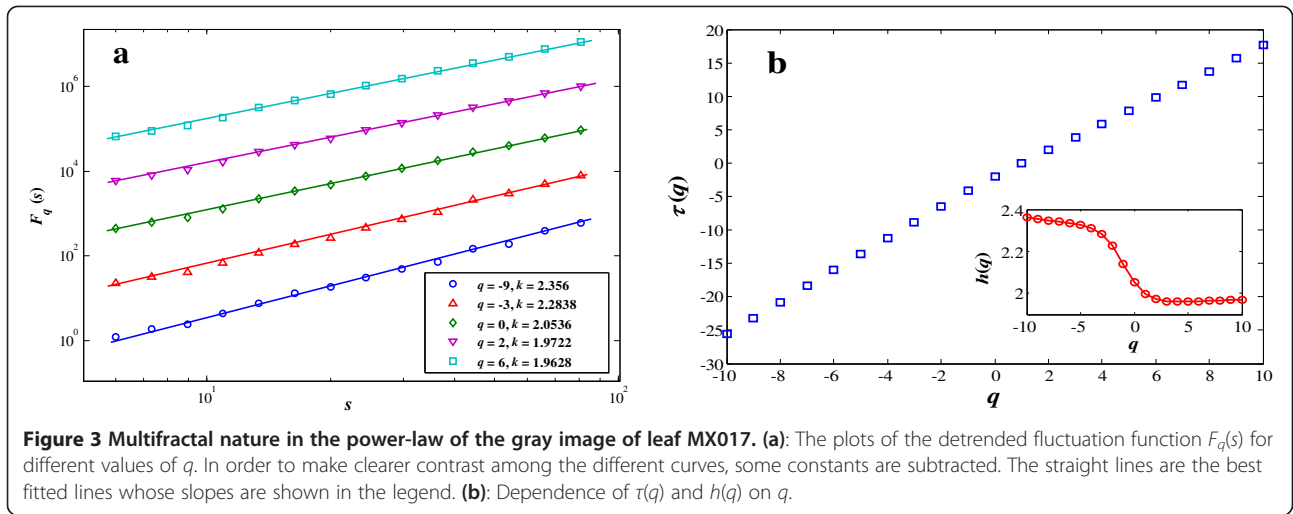 a
10^6
10^4
10^2
10^0
F_q (s)
10^1
10^2
s
q = -9, k = 2.356
q = -3, k = 2.2838
q = 0, k = 2.0536
q = 2, k = 1.9722
q = 6, k = 1.9628
b
20
15
10
5
0
-5
-10
-15
-20
-25
-30
τ(q)
-10 -8 -6 -4 -2 0 2 4 6 8 10
q
2.4
2.2
2
h(q)
-10 -5 0 5 10
q
Figure 3 Multifractal nature in the power-law of the gray image of leaf MX017. (a): The plots of the detrended fluctuation function F_q(s) for
different values of q. In order to make clearer contrast among the different curves, some constants are subtracted. The straight lines are the best
fitted lines whose slopes are shown in the legend. (b): Dependence of τ(q) and h(q) on q.